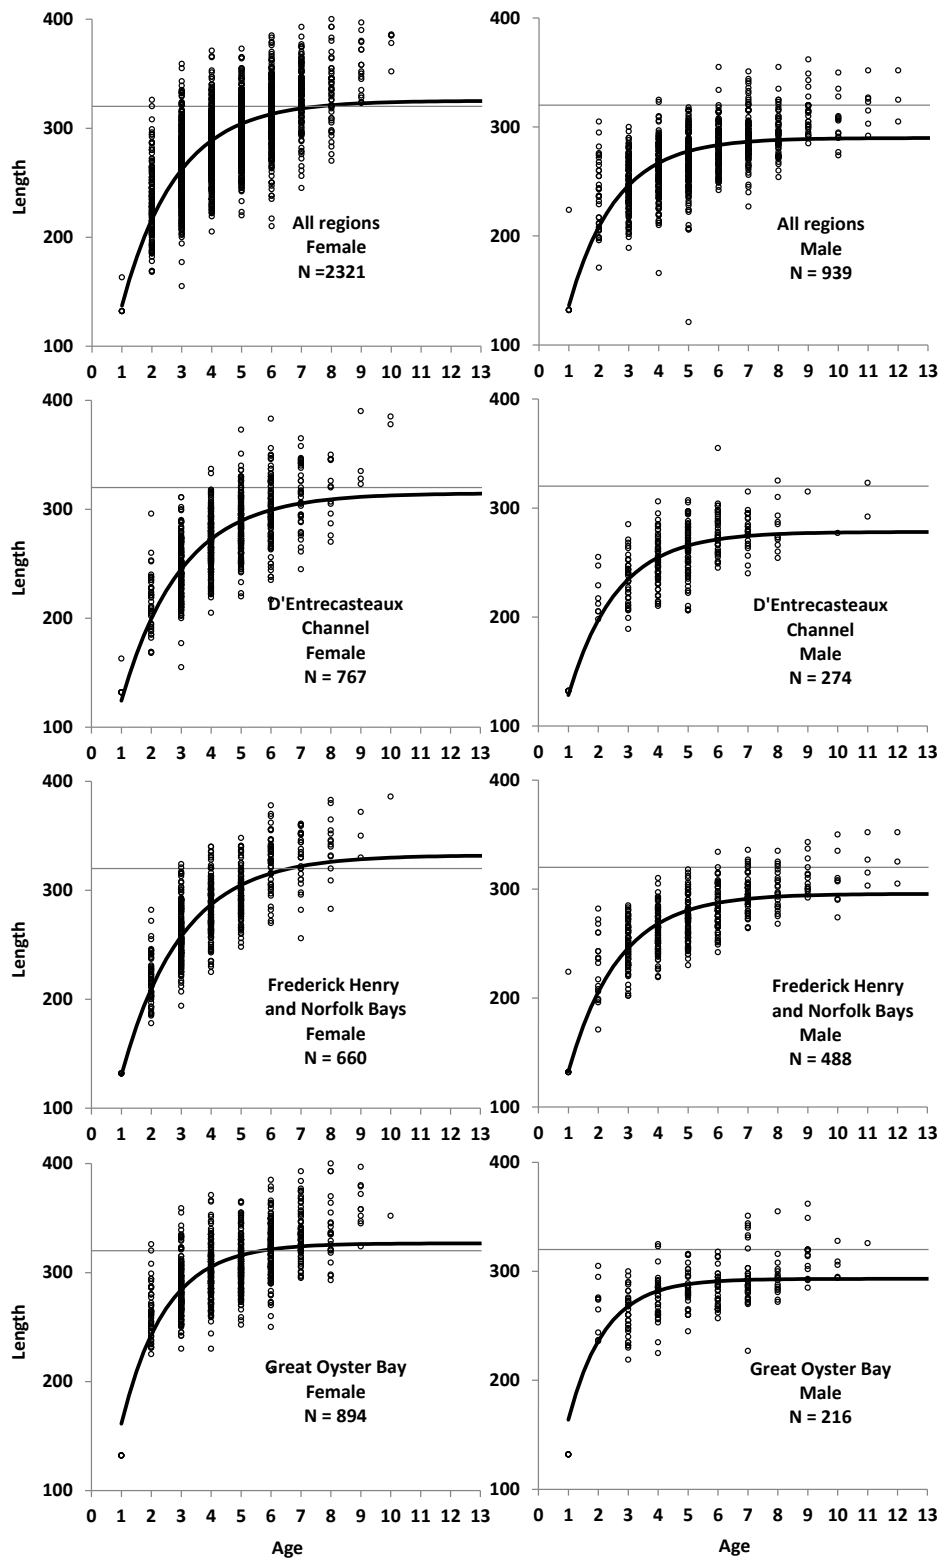 400
300
200
100
Length
All regions
Female
N =2321
0 1 2 3 4 5 6 7 8 9 10 11 12 13
400
300
200
100
All regions
Male
N = 939
0 1 2 3 4 5 6 7 8 9 10 11 12 13
400
300
200
100
Length
D'Entrecasteaux
Channel
Female
N = 767
0 1 2 3 4 5 6 7 8 9 10 11 12 13
400
300
200
100
D'Entrecasteaux
Channel
Male
N = 274
0 1 2 3 4 5 6 7 8 9 10 11 12 13
400
300
200
100
Length
Frederick Henry
and Norfolk Bays
Female
N = 660
0 1 2 3 4 5 6 7 8 9 10 11 12 13
400
300
200
100
Frederick Henry
and Norfolk Bays
Male
N = 488
0 1 2 3 4 5 6 7 8 9 10 11 12 13
400
300
200
100
Length
Great Oyster Bay
Female
N = 894
0 1 2 3 4 5 6 7 8 9 10 11 12 13
Age
400
300
200
100
Great Oyster Bay
Male
N = 216
0 1 2 3 4 5 6 7 8 9 10 11 12 13
Age